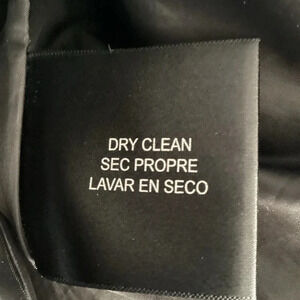 DRY CLEAN
SEC PROPRE
LAVAR EN SECO